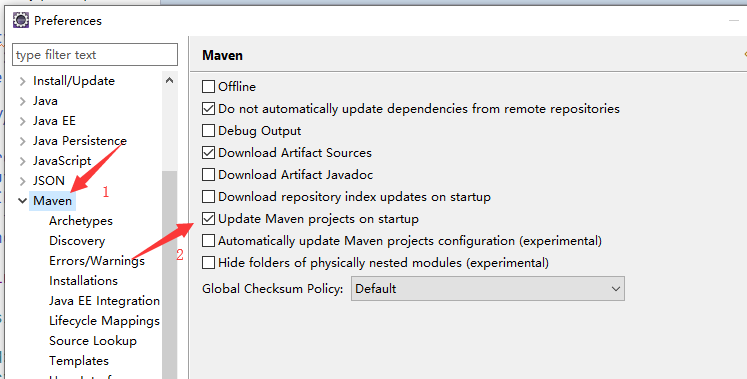 Preferences
type filter text
Install/Update
Java
Java EE
Java Persistence
JavaScript
JSON
Maven
1
Archetypes
Discovery
Errors/Warnings
2
Installations
Java EE Integration
Lifecycle Mappings
Source Lookup
Templates
Maven
Offline
Do not automatically update dependencies from remote repositories
Debug Output
Download Artifact Sources
Download Artifact Javadoc
Download repository index updates on startup
Update Maven projects on startup
Automatically update Maven projects configuration (experimental)
Hide folders of physically nested modules (experimental)
Global Checksum Policy: Default